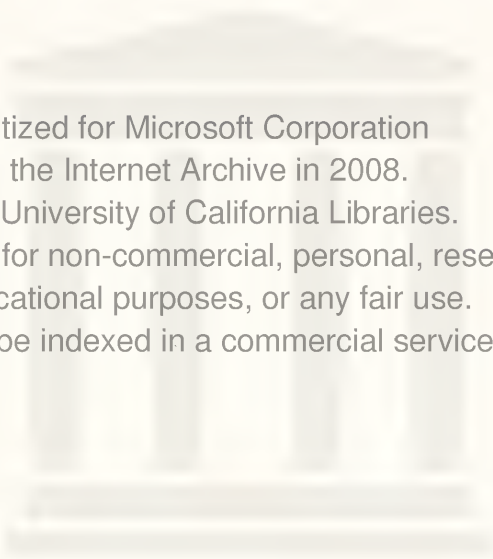 tized for Microsoft Corporation
the Internet Archive in 2008.
University of California Libraries.
for non-commercial, personal, rese
cational purposes, or any fair use.
be indexed in a commercial service